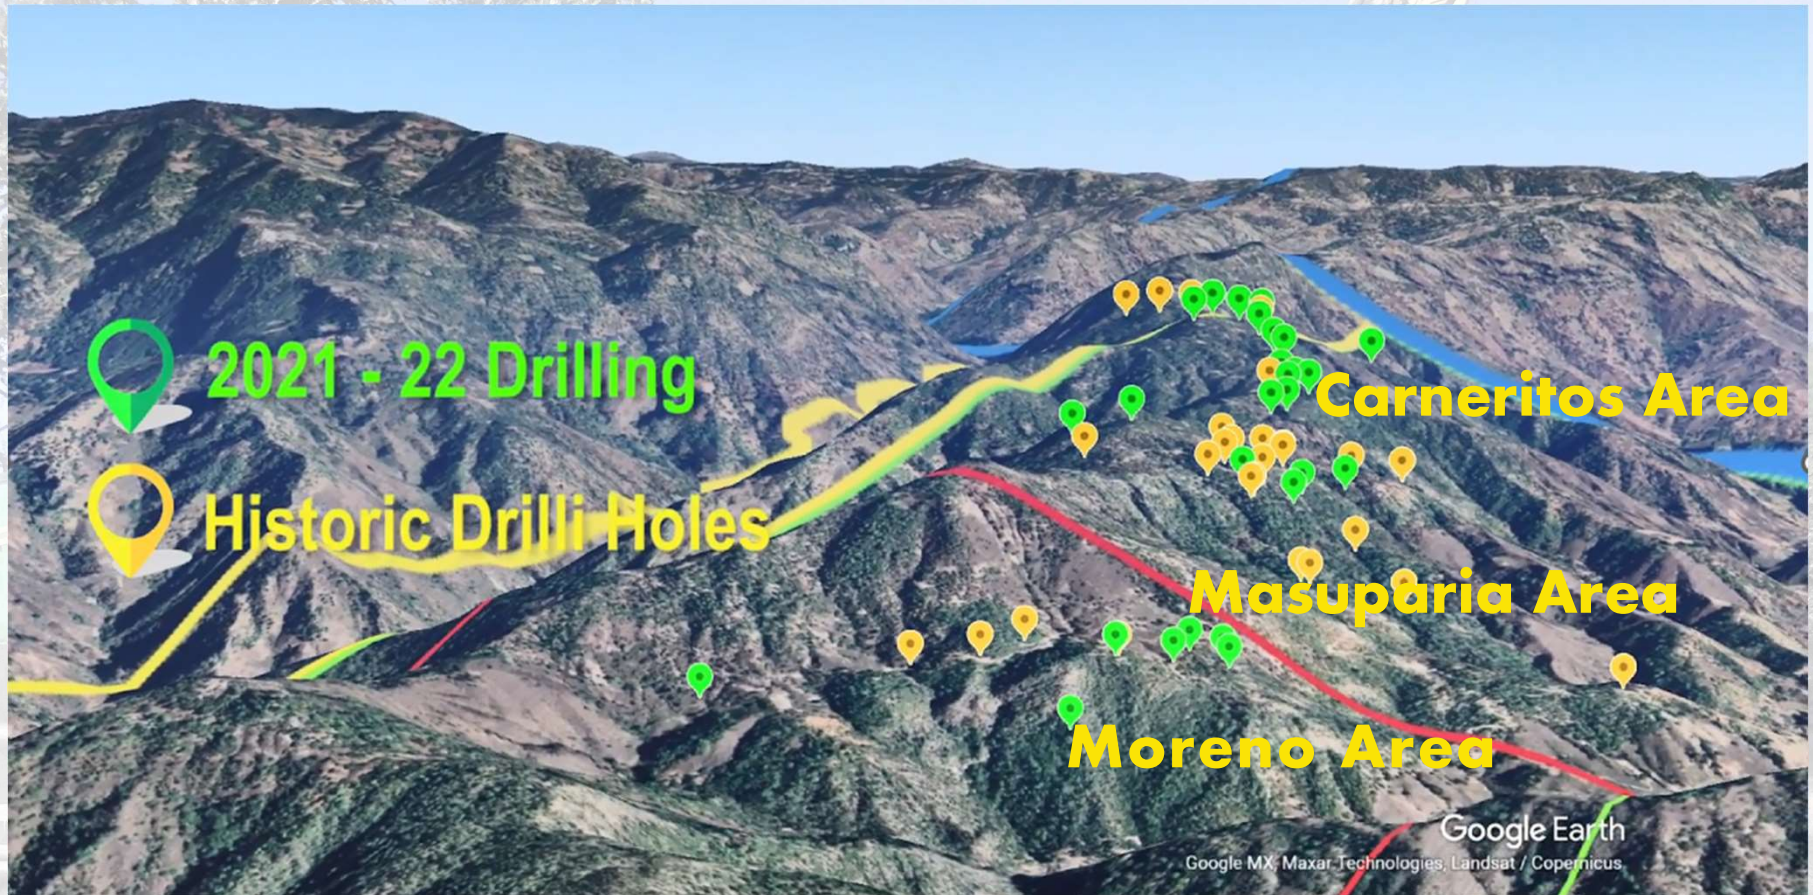 2021 - 22 Drilling
Carneritos Area
Historic Drilli Holes
Masuparia Area
Moreno Area
Google Earth
Google MX, Maxar Technologies, Landsat / Copernicus